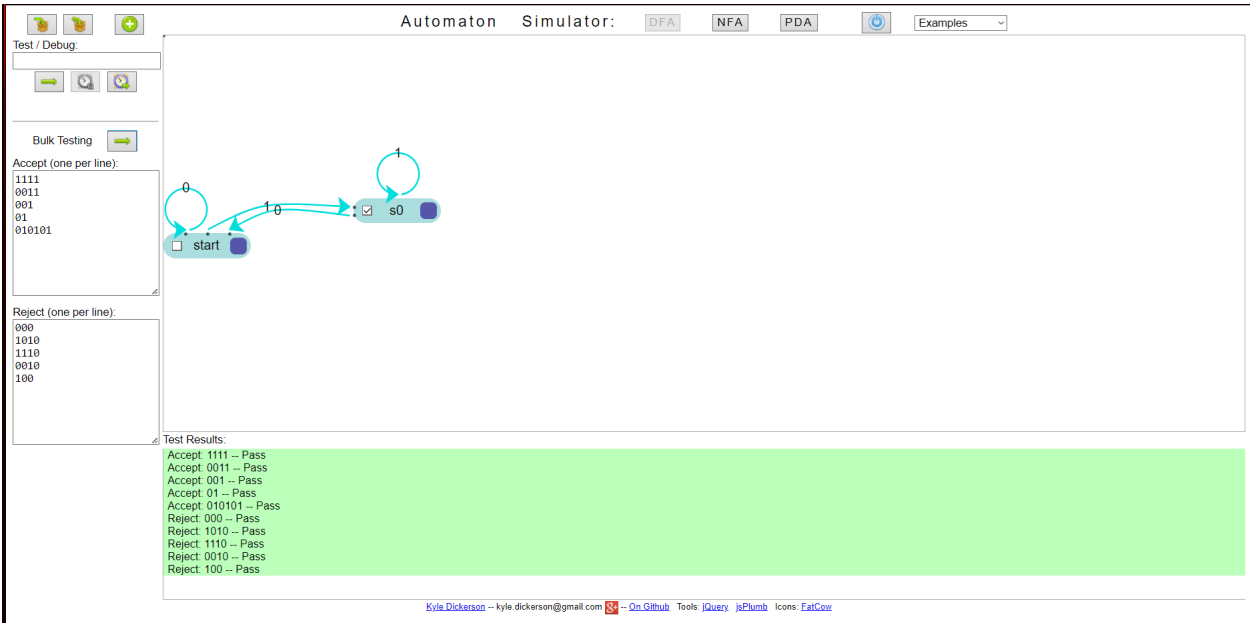 Automaton Simulator: DFA NFA PDA Examples
Test / Debug:
Bulk Testing
Accept (one per line):
1111
0011
001
01
010101
Reject (one per line):
000
1010
1110
0010
100
1
0
1 0
s0
start
Test Results:
Accept: 1111 -- Pass
Accept: 0011 -- Pass
Accept: 001 -- Pass
Accept: 01 -- Pass
Accept: 010101 -- Pass
Reject: 000 -- Pass
Reject: 1010 -- Pass
Reject: 1110 -- Pass
Reject: 0010 -- Pass
Reject: 100 -- Pass
Kyle Dickerson -- kyle.dickerson@gmail.com g+ -- On Github Tools: jQuery jsPlumb Icons: FatCow